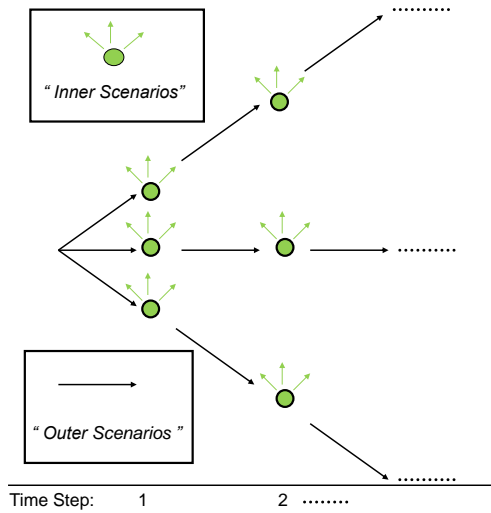 .........
“ Inner Scenarios”
.........
“ Outer Scenarios ”
.........
Time Step: 1 2 .......